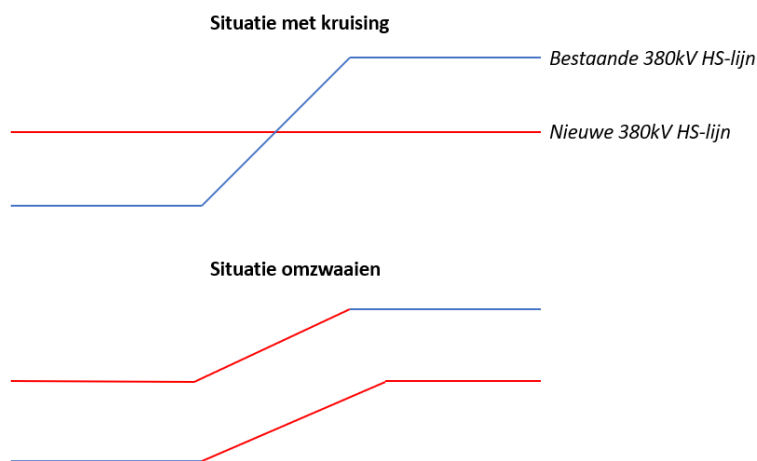 Situatie met kruising
Bestaande 380kV HS-lijn
Nieuwe 380kV HS-lijn
Situatie omzwaaien